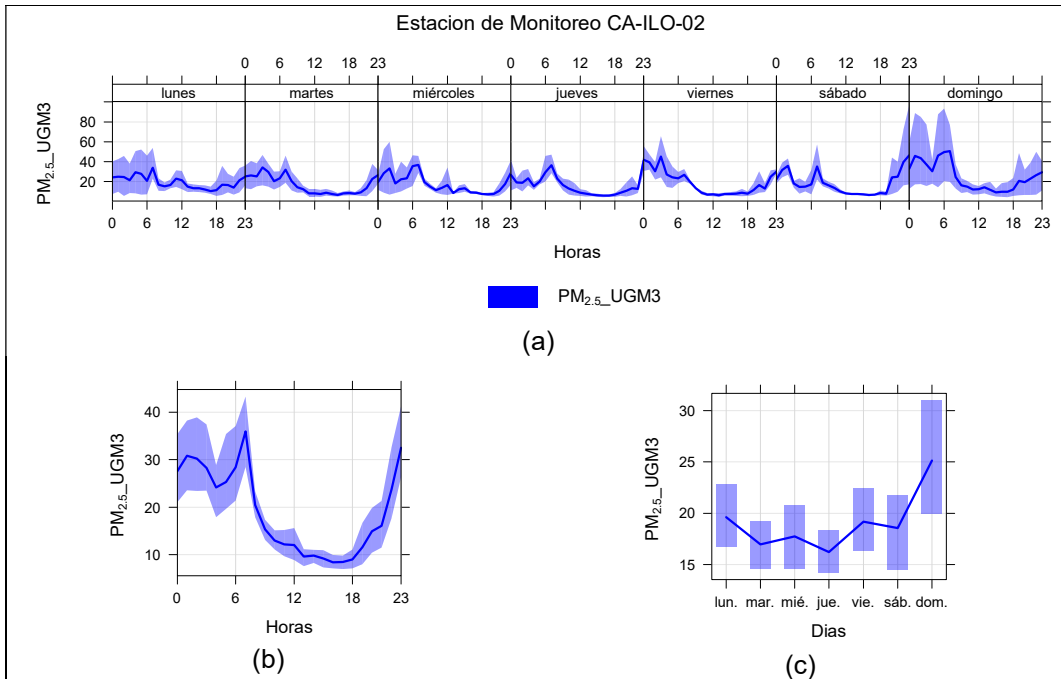 Estacion de Monitoreo CA-ILO-02
0 6 12 18 23 0 6 12 18 23 0 6 12 18 23
lunes martes miércoles jueves viernes sábado domingo
80
60
40
20
PM2.5_UGM3
0 6 12 18 23 0 6 12 18 23 0 6 12 18 23 0 6 12 18 23
Horas
PM2.5_UGM3
(a)
40
30
20
10
PM2.5_UGM3
0 6 12 18 23
Horas
(b)
30
25
20
15
PM2.5_UGM3
lun. mar. mié. jue. vie. sáb. dom.
Dias
(c)